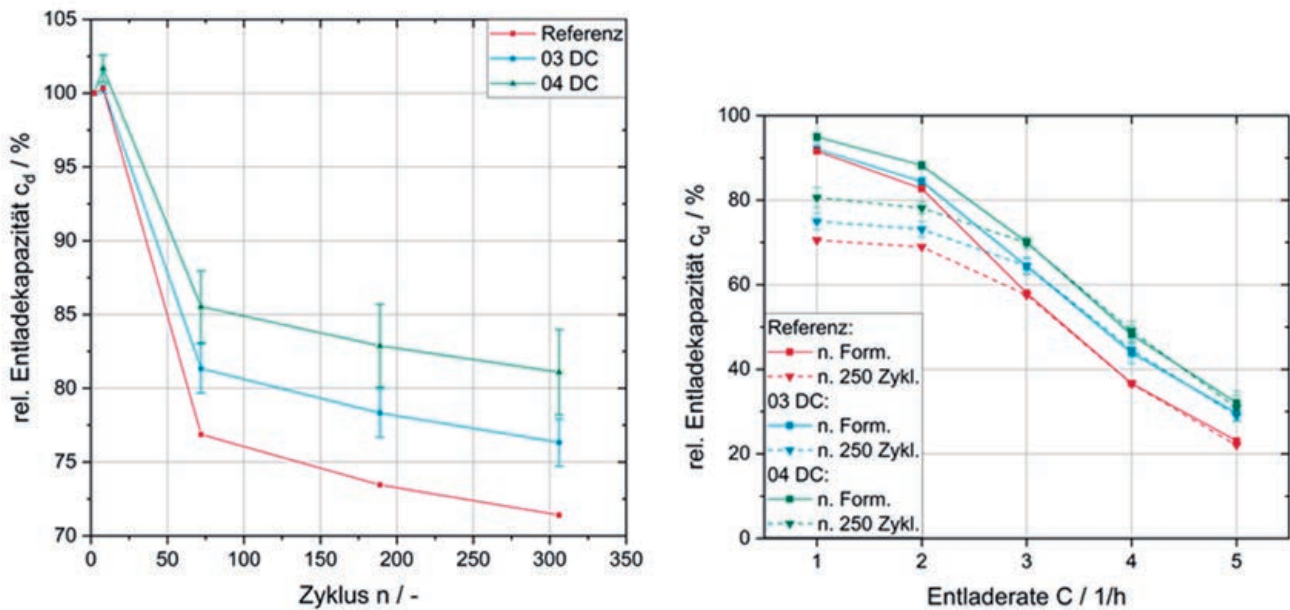 105
100
95
90
85
80
75
70
0
50
100
150
200
250
300
350
rel. Entladekapazität c_d / %
Zyklus n / -
Referenz
03 DC
04 DC
100
80
60
40
20
0
1
2
3
4
5
rel. Entladekapazität c_d / %
Entladerate C / 1/h
Referenz:
n. Form.
n. 250 Zykl.
03 DC:
n. Form.
n. 250 Zykl.
04 DC:
n. Form.
n. 250 Zykl.